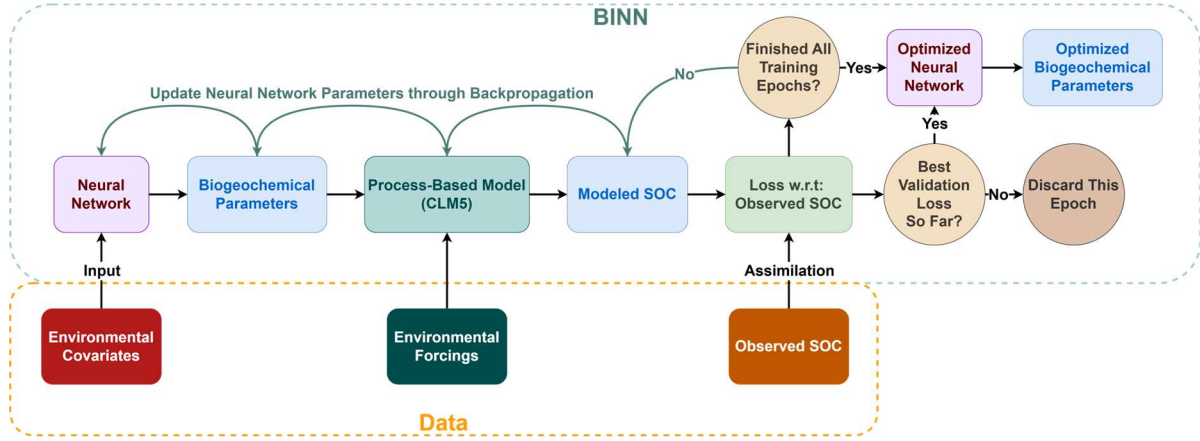 BINN
Finished All
Training
Epochs?
No
Yes
Optimized
Neural
Network
Optimized
Biogeochemical
Parameters
Update Neural Network Parameters through Backpropagation
Yes
Neural
Network
Biogeochemical
Parameters
Process-Based Model
(CLM5)
Modeled SOC
Loss w.r.t:
Observed SOC
Best
Validation
Loss
So Far?
No
Discard This
Epoch
Input
Assimilation
Environmental
Covariates
Environmental
Forcings
Observed SOC
Data